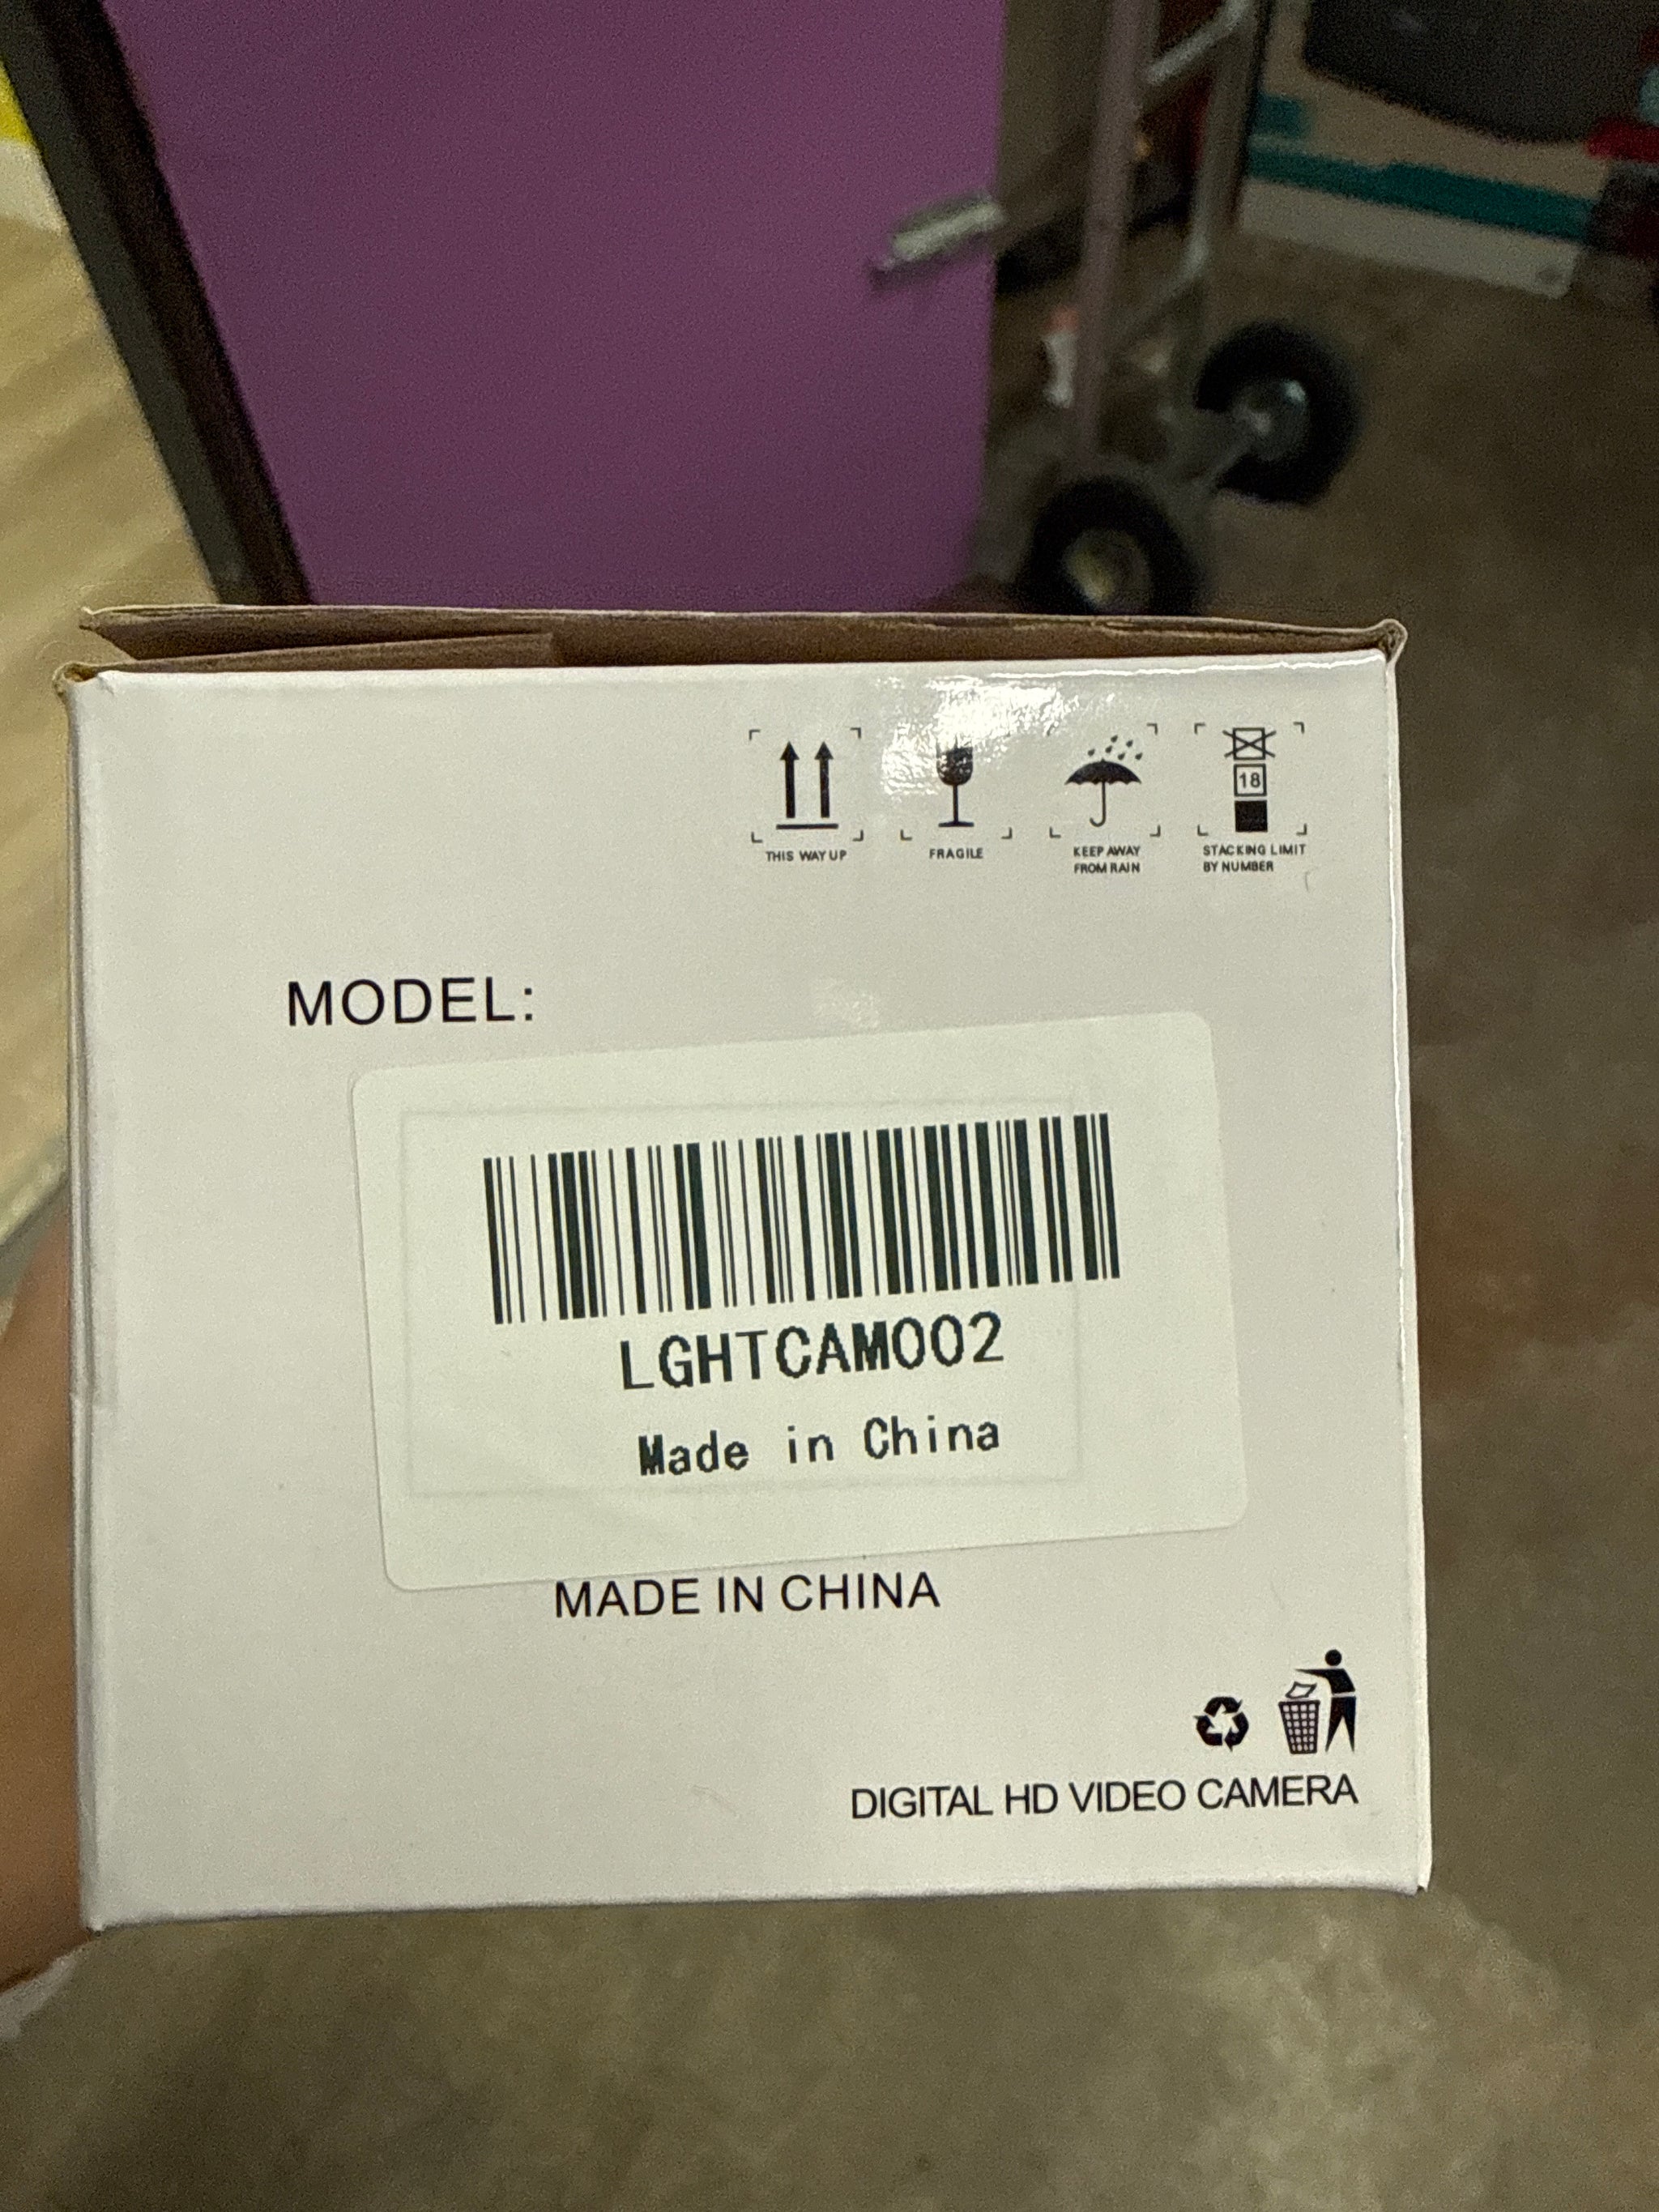 THIS WAY UP
FRAGILE
KEEP AWAY
FROM RAIN
18
STACKING LIMIT
BY NUMBER
MODEL:
LGHTCAM002
Made in China
MADE IN CHINA
DIGITAL HD VIDEO CAMERA